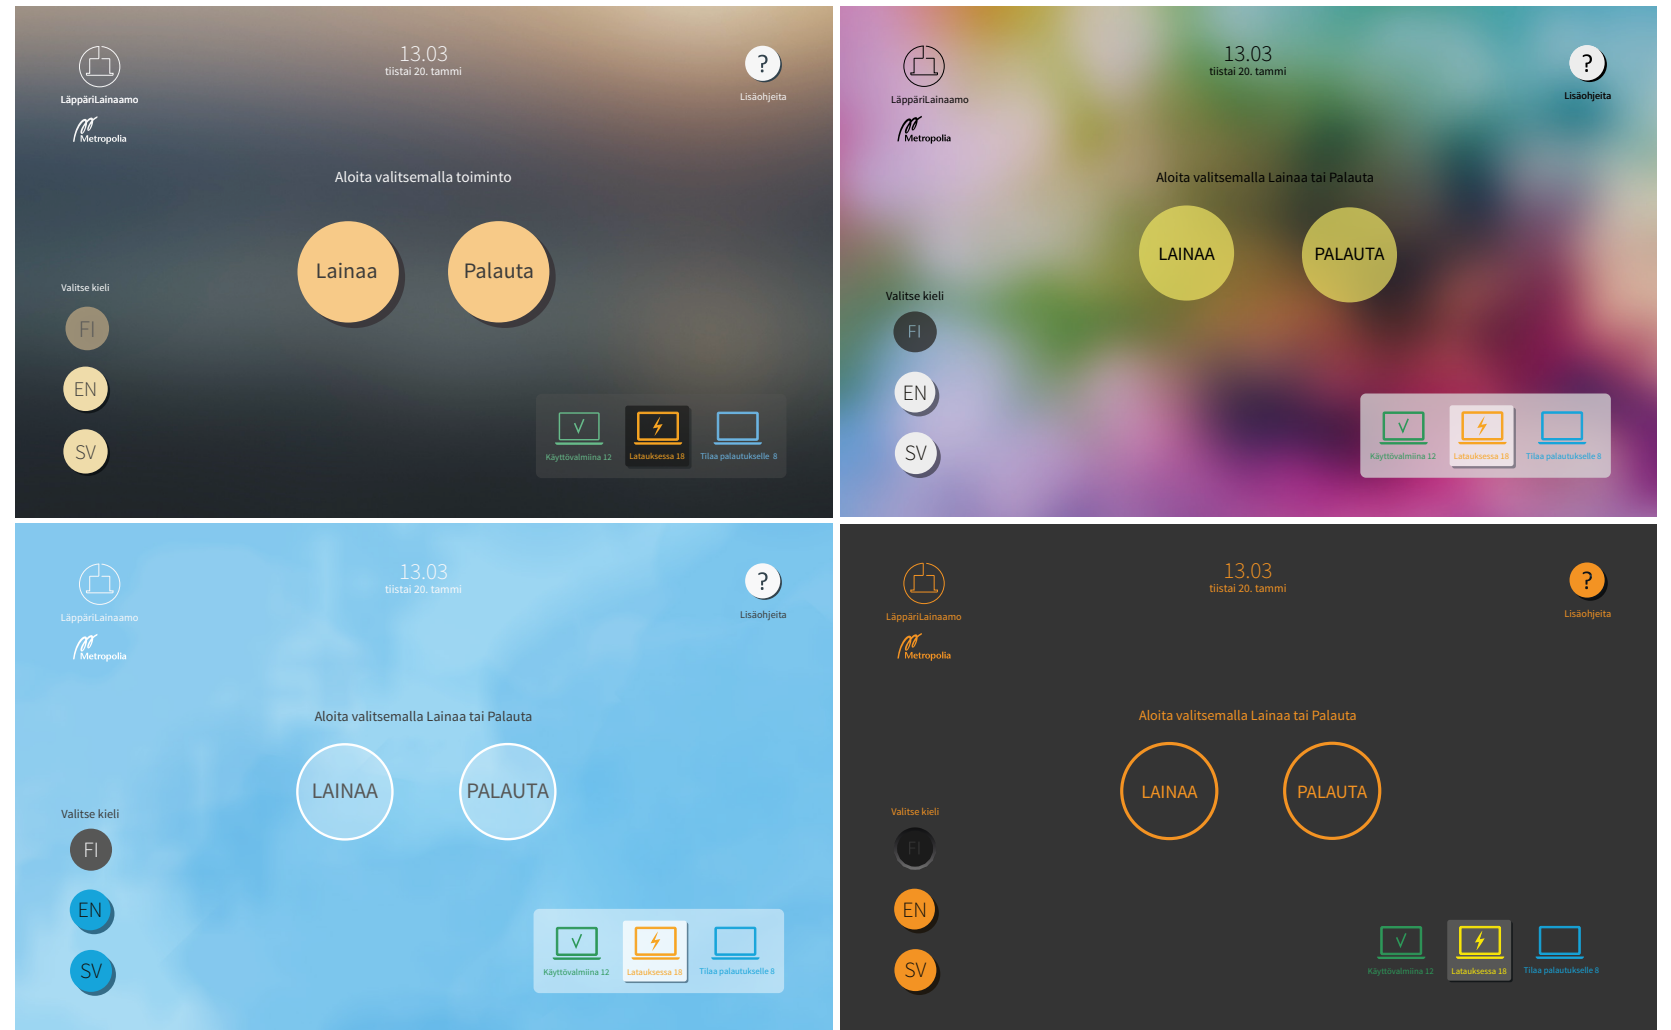 13.03
tiistai 20. tammi
?
Lisäohjeita
LäppäriLainaamo
Metropolia
Aloita valitsemalla toiminto
Lainaa
Palauta
Valitse kieli
FI
EN
SV
Käyttövalmiina 12
Latauksessa 18
Tilaa palautukselle 8
13.03
tiistai 20. tammi
?
Lisäohjeita
LäppäriLainaamo
Metropolia
Aloita valitsemalla Lainaa tai Palauta
LAINAA
PALAUTA
Valitse kieli
FI
EN
SV
Käyttövalmiina 12
Latauksessa 18
Tilaa palautukselle 8
13.03
tiistai 20. tammi
?
Lisäohjeita
LäppäriLainaamo
Metropolia
Aloita valitsemalla Lainaa tai Palauta
LAINAA
PALAUTA
Valitse kieli
FI
EN
SV
Käyttövalmiina 12
Latauksessa 18
Tilaa palautukselle 8
13.03
tiistai 20. tammi
?
Lisäohjeita
LäppäriLainaamo
Metropolia
Aloita valitsemalla Lainaa tai Palauta
LAINAA
PALAUTA
Valitse kieli
FI
EN
SV
Käyttövalmiina 12
Latauksessa 18
Tilaa palautukselle 8